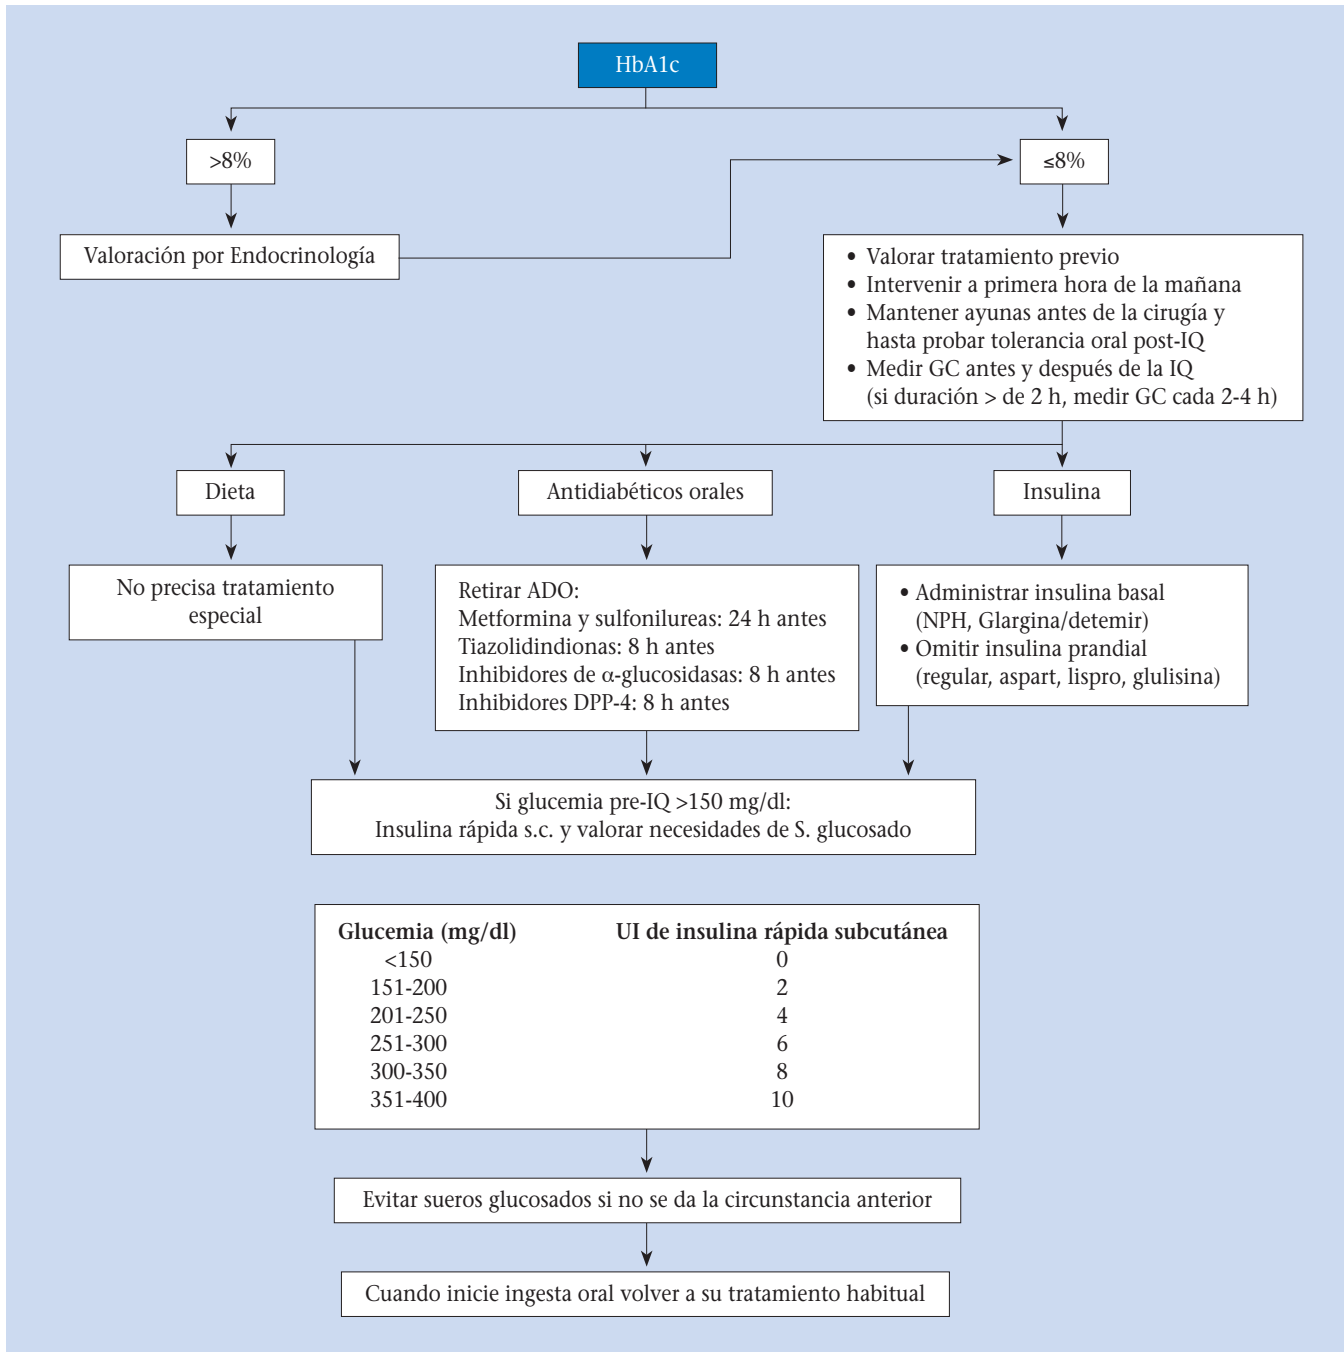 HbA1c
>8%
≤8%
Valoración por Endocrinología
• Valorar tratamiento previo
• Intervenir a primera hora de la mañana
• Mantener ayunas antes de la cirugía y
hasta probar tolerancia oral post-IQ
• Medir GC antes y después de la IQ
(si duración > de 2 h, medir GC cada 2-4 h)
Dieta
Antidiabéticos orales
Insulina
No precisa tratamiento
especial
Retirar ADO:
Metformina y sulfonilureas: 24 h antes
Tiazolidindionas: 8 h antes
Inhibidores de α-glucosidasas: 8 h antes
Inhibidores DPP-4: 8 h antes
• Administrar insulina basal
(NPH, Glargina/detemir)
• Omitir insulina prandial
(regular, aspart, lispro, glulisina)
Si glucemia pre-IQ >150 mg/dl:
Insulina rápida s.c. y valorar necesidades de S. glucosado
Glucemia (mg/dl) UI de insulina rápida subcutánea
<150 0
151-200 2
201-250 4
251-300 6
300-350 8
351-400 10
Evitar sueros glucosados si no se da la circunstancia anterior
Cuando inicie ingesta oral volver a su tratamiento habitual